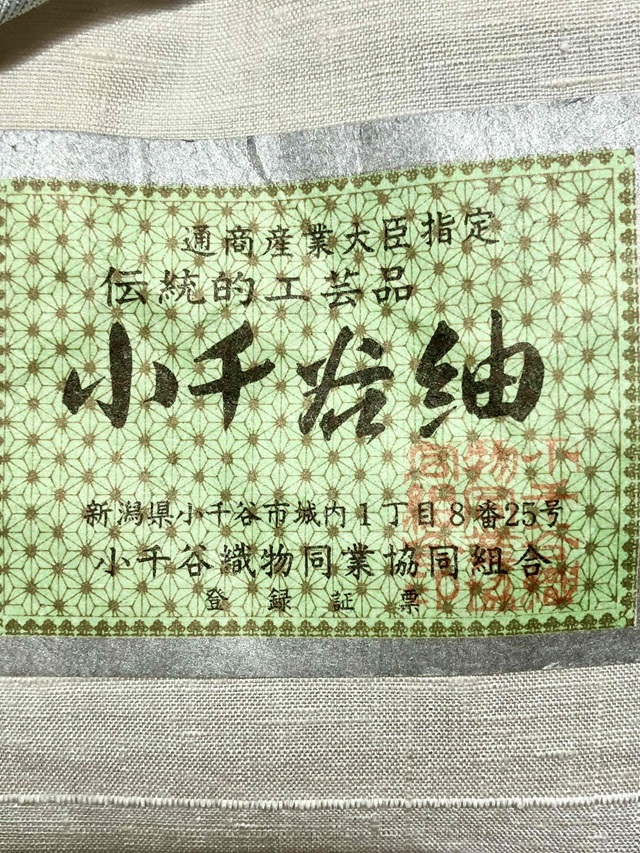 通商産業大臣指定
伝統的工芸品
小千谷紬
新潟県小千谷市城内1丁目8番25号
小千谷織物同業協同組合
登録証票